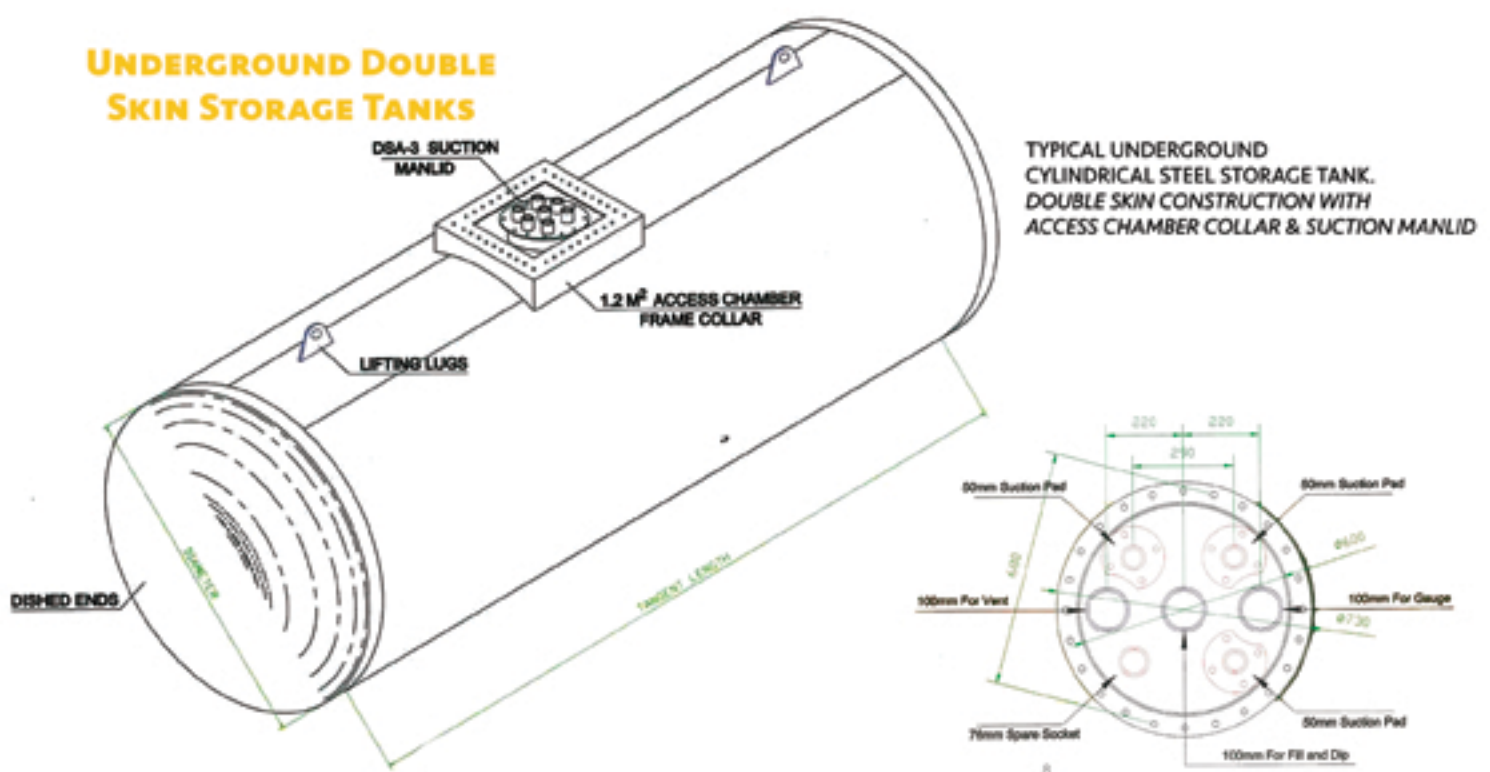 UNDERGROUND DOUBLE
SKIN STORAGE TANKS
DSA-3 SUCTION
MANLID
TYPICAL UNDERGROUND
CYLINDRICAL STEEL STORAGE TANK.
DOUBLE SKIN CONSTRUCTION WITH
ACCESS CHAMBER COLLAR & SUCTION MANLID
1.2 M² ACCESS CHAMBER
FRAME COLLAR
LIFTING LUGS
DIAMETER
TANGENT LENGTH
DISHED ENDS
220
220
290
50mm Suction Pad
50mm Suction Pad
Ø600
100mm For Vent
100mm For Gauge
Ø730
50mm Suction Pad
75mm Spare Socket
100mm For Fill and Dip